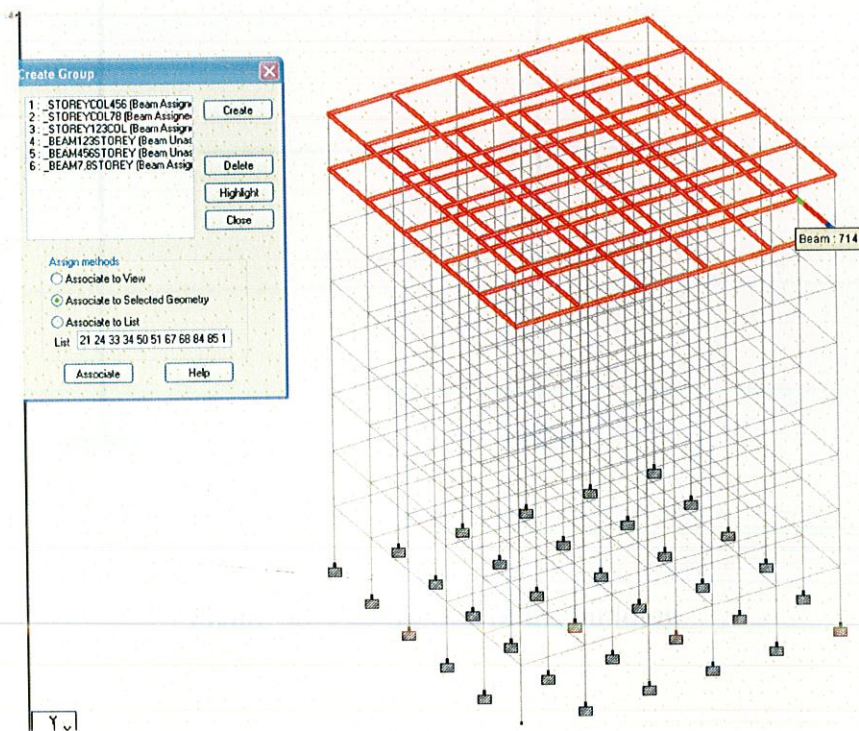 Create Group
1 : _STOREYCOL456 (Beam Assign
2 : _STOREYCOL78 (Beam Assigne
3 : _STOREY123COL (Beam Assign
4 : _BEAM123STOREY (Beam Unas
5 : _BEAM456STOREY (Beam Unas
6 : _BEAM7,8STOREY (Beam Assig
Create
Delete
Highlight
Close
Assign methods
Associate to View
Associate to Selected Geometry
Associate to List
List 21 24 33 34 50 51 67 68 84 85 1
Associate
Help
Beam : 714
Y